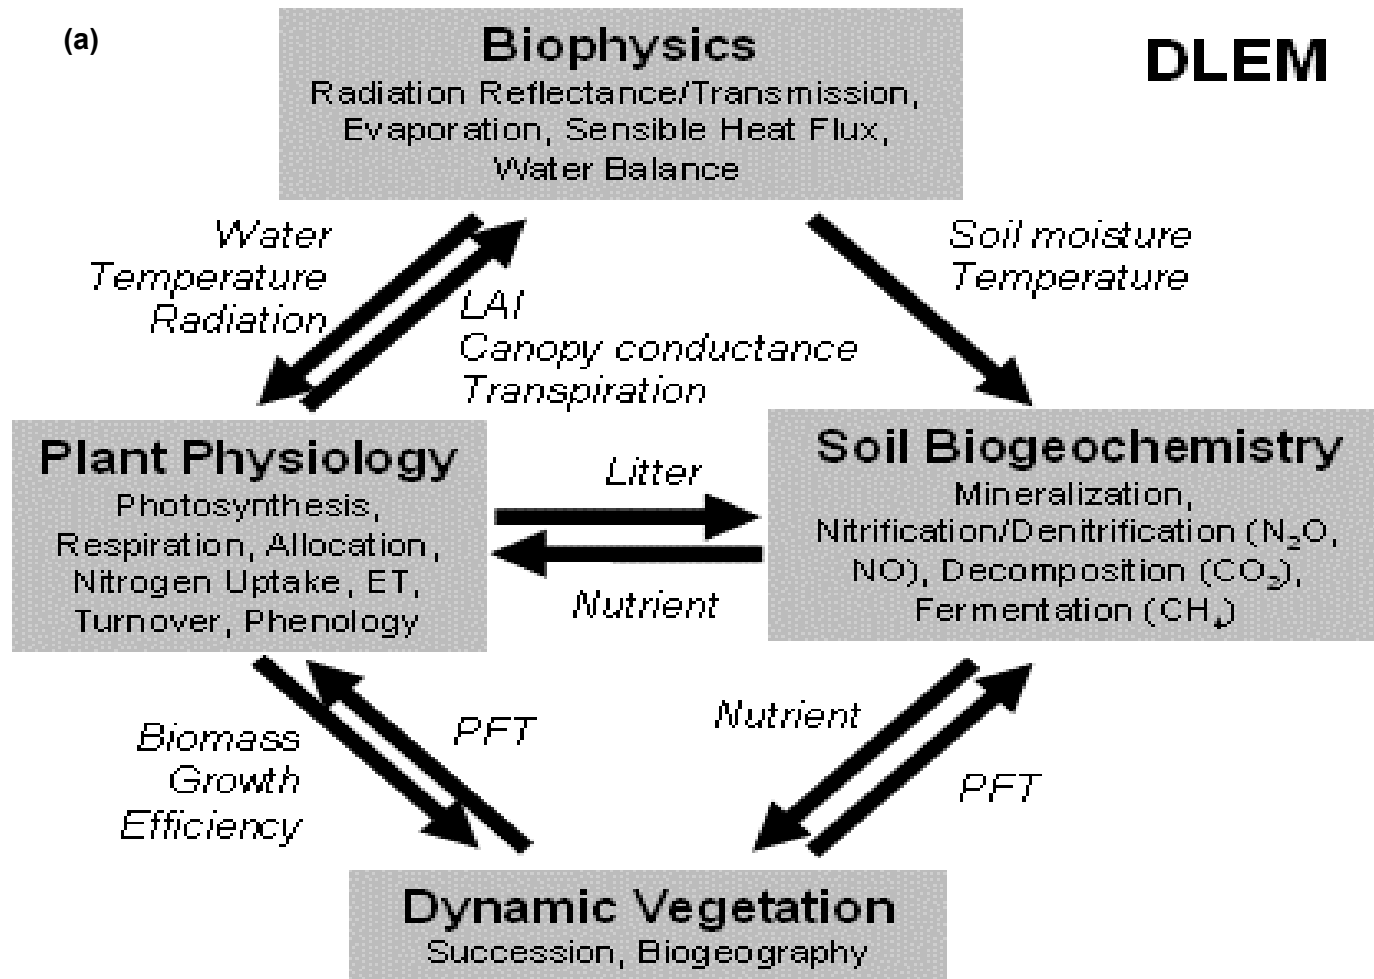 (a)
DLEM
Biophysics
Radiation Reflectance/Transmission,
Evaporation, Sensible Heat Flux,
Water Balance
Water
Temperature
Radiation
LAI
Canopy conductance
Transpiration
Soil moisture
Temperature
Plant Physiology
Photosynthesis,
Respiration, Allocation,
Nitrogen Uptake, ET,
Turnover, Phenology
Litter
Nutrient
Soil Biogeochemistry
Mineralization,
Nitrification/Denitrification (N₂O,
NO), Decomposition (CO₂),
Fermentation (CH₄)
Biomass
Growth
Efficiency
PFT
Nutrient
PFT
Dynamic Vegetation
Succession, Biogeography